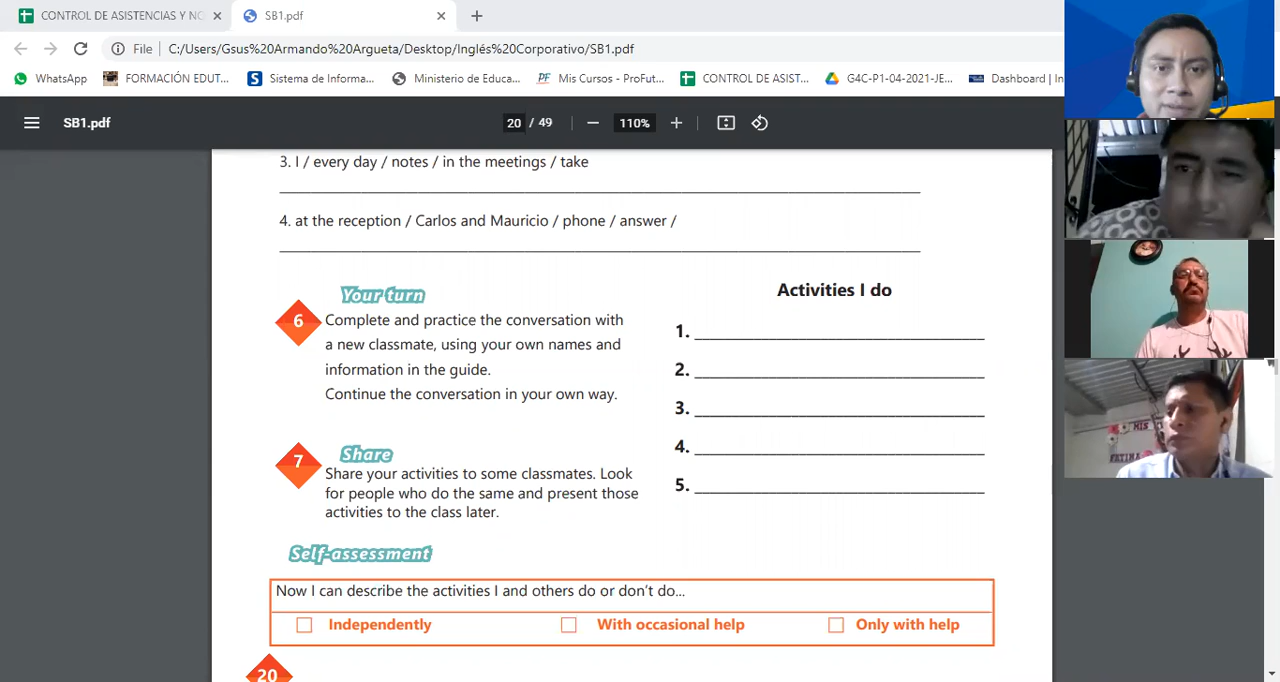 CONTROL DE ASISTENCIAS Y NO
SB1.pdf
File
C:/Users/Gsus%20Armando%20Argueta/Desktop/Inglés%20Corporativo/SB1.pdf
WhatsApp
FORMACIÓN EDUT...
Sistema de Informa...
Ministerio de Educa...
Mis Cursos - ProFut...
CONTROL DE ASIST...
G4C-P1-04-2021-JE...
Dashboard | In
SB1.pdf
20 / 49
110%
3. I / every day / notes / in the meetings / take
4. at the reception / Carlos and Mauricio / phone / answer /
Your turn
6
Complete and practice the conversation with
a new classmate, using your own names and
information in the guide.
Continue the conversation in your own way.
Activities I do
1.
2.
3.
4.
5.
7
Share
Share your activities to some classmates. Look
for people who do the same and present those
activities to the class later.
Self-assessment
Now I can describe the activities I and others do or don't do...
Independently
With occasional help
Only with help
20